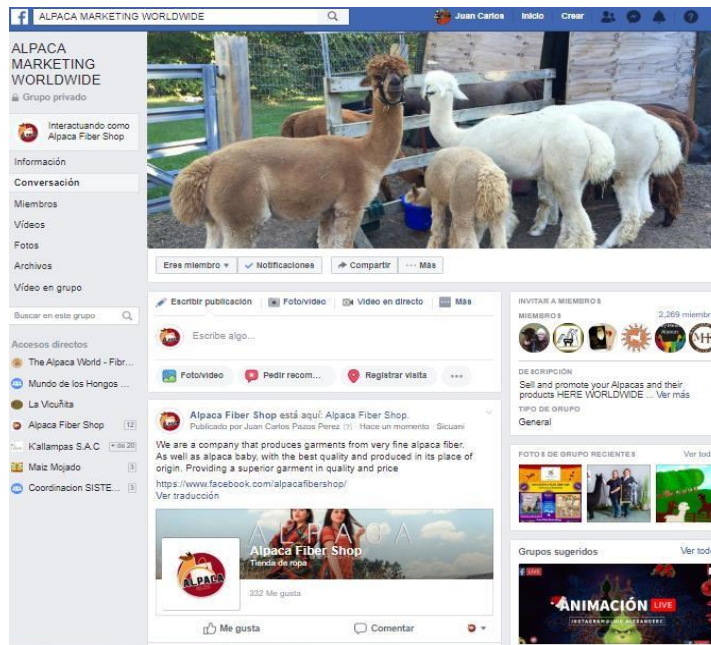 ALPACA MARKETING WORLDWIDE
Juan Carlos
Inicio
Crear
ALPACA
MARKETING
WORLDWIDE
Grupo privado
Interactuando como
Alpaca Fiber Shop
Información
Conversación
Miembros
Vídeos
Fotos
Archivos
Vídeo en grupo
Buscar en este grupo
Accesos directos
The Alpaca World - Fibr...
Mundo de los Hongos ...
La Vicuñita
Alpaca Fiber Shop 12
K'allampas S.A.C + de 20
Maiz Mojado 3
Coordinacion SISTE... 3
Eres miembro
Notificaciones
Compartir
Más
Escribir publicación
Foto/video
Video en directo
Más
Escribe algo...
Foto/video
Pedir recom...
Registrar visita
Alpaca Fiber Shop está aquí: Alpaca Fiber Shop.
Publicado por Juan Carlos Pazos Perez [?] · Hace un momento · Sicuani
We are a company that produces garments from very fine alpaca fiber.
As well as alpaca baby, with the best quality and produced in its place of
origin. Providing a superior garment in quality and price
https://www.facebook.com/alpacafibershop/
Ver traducción
ALPACA
Alpaca Fiber Shop
Tienda de ropa
ALPACA
332 Me gusta
Me gusta
Comentar
INVITAR A MIEMBROS
MIEMBROS
2,269 miembr
DESCRIPCIÓN
Sell and promote your Alpacas and their
products HERE WORLDWIDE ... Ver más
TIPO DE GRUPO
General
FOTOS DE GRUPO RECIENTES
Ver tod
Grupos sugeridos
Ver tod
LIVE
ANIMACIÓN LIVE